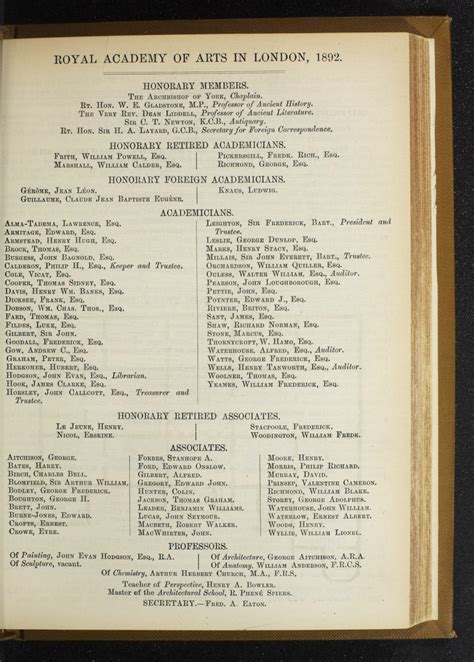 ROYAL ACADEMY OF ARTS IN LONDON, 1892.
HONORARY MEMBERS.
The Archbishop of York, Chaplain.
Rt. Hon. W. E. Gladstone, M.P., Professor of Ancient History.
The Very Rev. Dean Liddell, Professor of Ancient Literature.
Sir C. T. Newton, K.C.B., Antiquary.
Rt. Hon. Sir H. A. Layard, G.C.B., Secretary for Foreign Correspondence.
HONORARY RETIRED ACADEMICIANS.
Frith, William Powell, Esq.
Marshall, William Calder, Esq.
Pickersgill, Fredk. Rich., Esq.
Richmond, George, Esq.
HONORARY FOREIGN ACADEMICIANS.
Gérôme, Jean Léon.
Guillaume, Claude Jean Baptiste Eugène.
Knaus, Ludwig.
ACADEMICIANS.
Alma-Tadema, Lawrence, Esq.
Armitage, Edward, Esq.
Armstead, Henry Hugh, Esq.
Brock, Thomas, Esq.
Burgess, John Bagnold, Esq.
Calderon, Philip H., Esq., Keeper and Trustee.
Cole, Vicat, Esq.
Cooper, Thomas Sidney, Esq.
Davis, Henry Wm. Banks, Esq.
Dicksee, Frank, Esq.
Dobson, Wm. Chas. Thos., Esq.
Faed, Thomas, Esq.
Fildes, Luke, Esq.
Gilbert, Sir John.
Goodall, Frederick, Esq.
Gow, Andrew C., Esq.
Graham, Peter, Esq.
Herkomer, Hubert, Esq.
Hodgson, John Evan, Esq., Librarian.
Hook, James Clarke, Esq.
Horsley, John Callcott, Esq., Treasurer and
Trustee.
Leighton, Sir Frederick, Bart., President and
Trustee.
Leslie, George Dunlop, Esq.
Marks, Henry Stacy, Esq.
Millais, Sir John Everett, Bart., Trustee.
Orchardson, William Quiller, Esq.
Ouless, Walter William, Esq., Auditor.
Pearson, John Loughborough, Esq.
Pettie, John, Esq.
Poynter, Edward J., Esq.
Riviere, Briton, Esq.
Sant, James, Esq.
Shaw, Richard Norman, Esq.
Stone, Marcus, Esq.
Thornycroft, W. Hamo, Esq.
Waterhouse, Alfred, Esq., Auditor.
Watts, George Frederick, Esq.
Wells, Henry Tanworth, Esq., Auditor.
Woolner, Thomas, Esq.
Yeames, William Frederick, Esq.
HONORARY RETIRED ASSOCIATES.
Le Jeune, Henry.
Nicol, Erskine.
Stacpoole, Frederick.
Woodington, William Fredk.
ASSOCIATES.
Aitchison, George.
Bates, Harry.
Birch, Charles Bell.
Blomfield, Sir Arthur William.
Bodley, George Frederick.
Boughton, George H.
Brett, John.
Burne-Jones, Edward.
Crofts, Ernest.
Crowe, Eyre.
Forbes, Stanhope A.
Ford, Edward Onslow.
Gilbert, Alfred.
Gregory, Edward John.
Hunter, Colin.
Jackson, Thomas Graham.
Leader, Benjamin Williams.
Lucas, John Seymour.
Macbeth, Robert Walker.
MacWhirter, John.
Moore, Henry.
Morris, Philip Richard.
Murray, David.
Prinsep, Valentine Cameron.
Richmond, William Blake.
Storey, George Adolphus.
Waterhouse, John William.
Waterlow, Ernest Albert.
Woods, Henry.
Wyllie, William Lionel.
PROFESSORS.
Of Painting, John Evan Hodgson, Esq., R.A.
Of Sculpture, vacant.
Of Architecture, George Aitchison, A.R.A.
Of Anatomy, William Anderson, F.R.C.S.
Of Chemistry, Arthur Herbert Church, M.A., F.R.S.
Teacher of Perspective, Henry A. Bowler.
Master of the Architectural School, R. Phené Spiers.
SECRETARY.—Fred. A. Eaton.